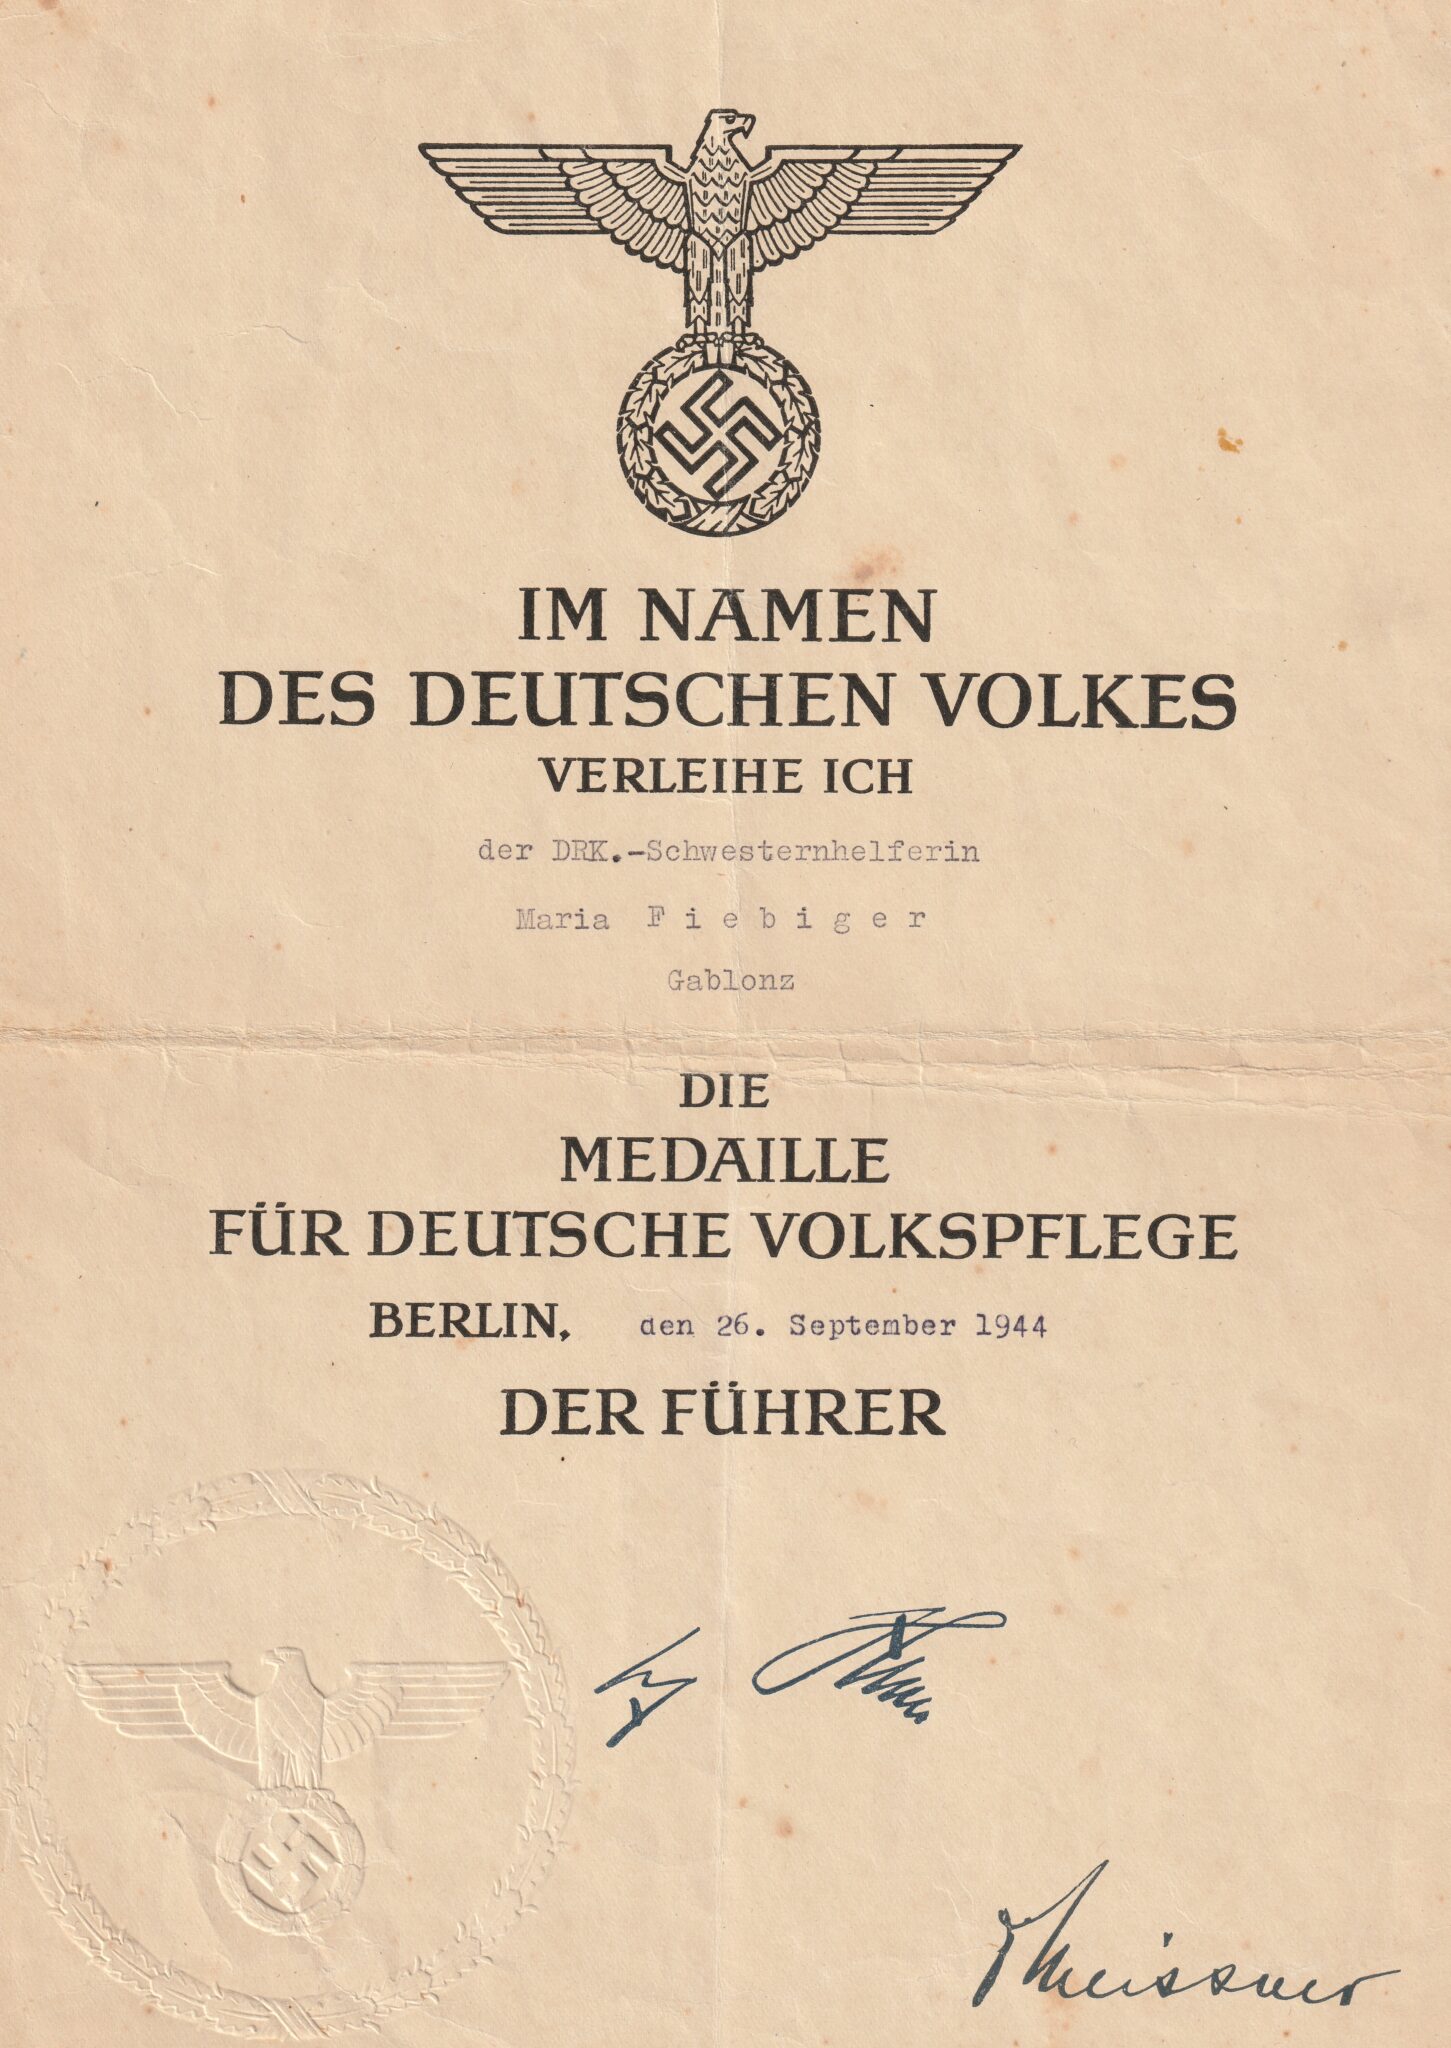 IM NAMEN
DES DEUTSCHEN VOLKES
VERLEIHE ICH
der DRK.-Schwesternhelferin
Maria F i e b i g e r
Gablonz
DIE
MEDAILLE
FÜR DEUTSCHE VOLKSPFLEGE
BERLIN, den 26. September 1944
DER FÜHRER
Meissner